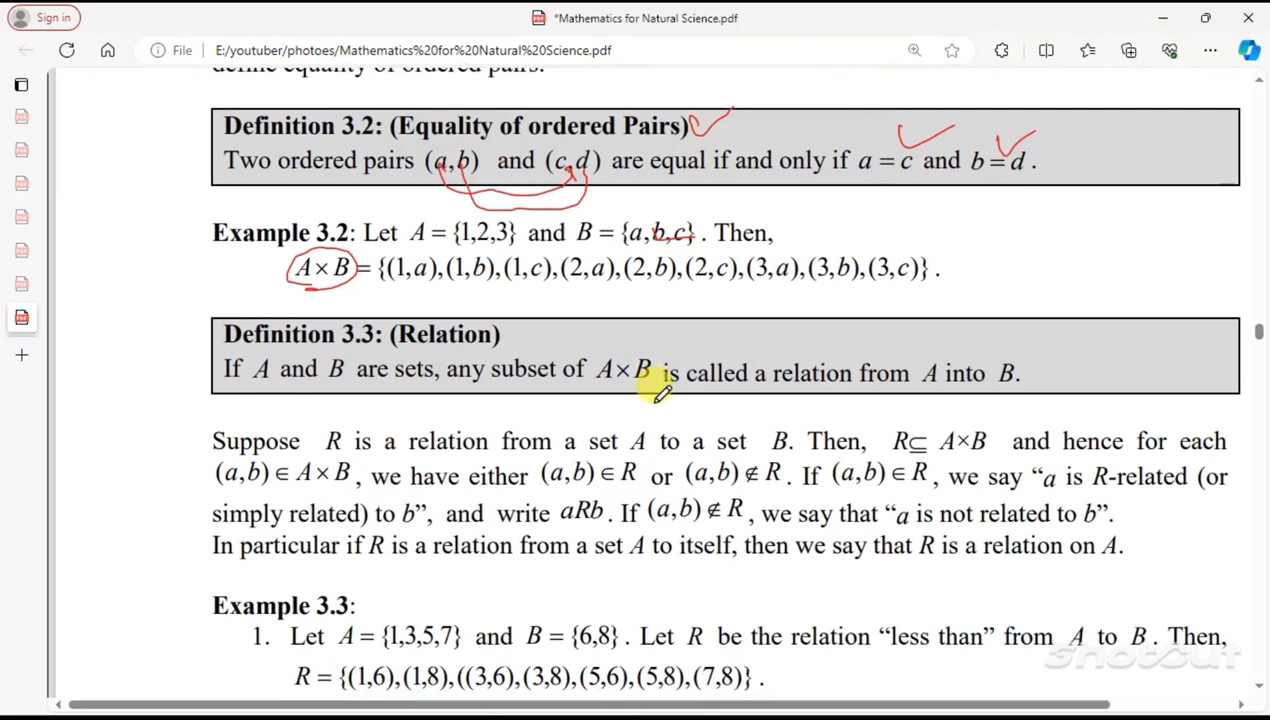 Sign in
*Mathematics for Natural Science.pdf
File
E:/youtuber/photoes/Mathematics%20for%20Natural%20Science.pdf
define equality of ordered pairs.
Definition 3.2: (Equality of ordered Pairs)
Two ordered pairs (a,b) and (c,d) are equal if and only if a = c and b = d .
Example 3.2: Let A = {1,2,3} and B = {a,b,c} . Then,
A × B = {(1,a),(1,b),(1,c),(2,a),(2,b),(2,c),(3,a),(3,b),(3,c)} .
Definition 3.3: (Relation)
If A and B are sets, any subset of A × B is called a relation from A into B.
Suppose R is a relation from a set A to a set B. Then, R⊆ A×B and hence for each
(a,b) ∈ A × B , we have either (a,b) ∈ R or (a,b) ∉ R . If (a,b) ∈ R , we say “a is R-related (or
simply related) to b”, and write aRb . If (a,b) ∉ R , we say that “a is not related to b”.
In particular if R is a relation from a set A to itself, then we say that R is a relation on A.
Example 3.3:
1. Let A = {1,3,5,7} and B = {6,8} . Let R be the relation “less than” from A to B . Then,
R = {(1,6),(1,8),((3,6),(3,8),(5,6),(5,8),(7,8)} .
shotcut